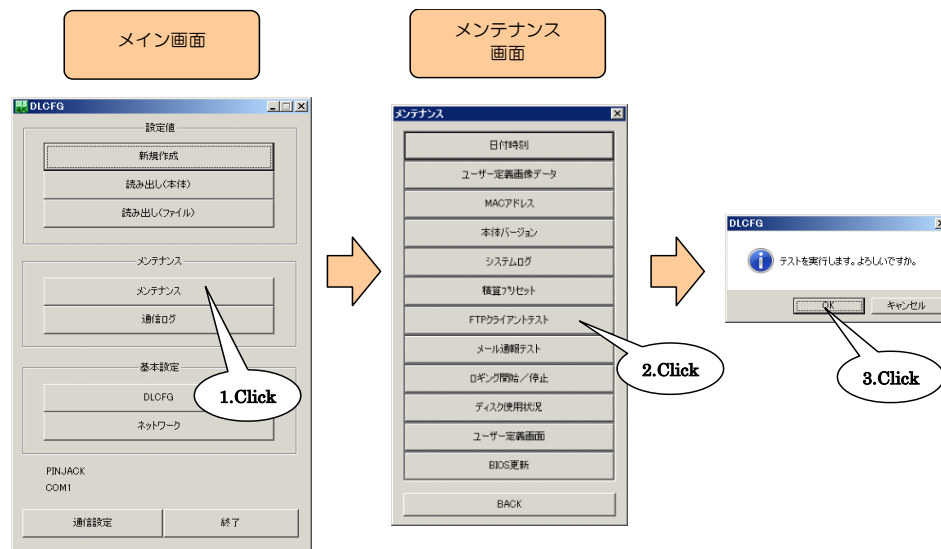 メイン画面
メンテナンス
画面
DLCFG
設定値
新規作成
読み出し(本体)
読み出し(ファイル)
メンテナンス
メンテナンス
通信ログ
基本設定
DLCFG
ネットワーク
PINJACK
COM1
通信設定
終了
1.Click
メンテナンス
日付時刻
ユーザー定義画像データ
MACアドレス
本体バージョン
システムログ
積算プリセット
FTPクライアントテスト
メール通報テスト
ロギング開始／停止
ディスク使用状況
ユーザー定義画面
BIOS更新
BACK
2.Click
DLCFG
テストを実行します。よろしいですか。
OK
キャンセル
3.Click